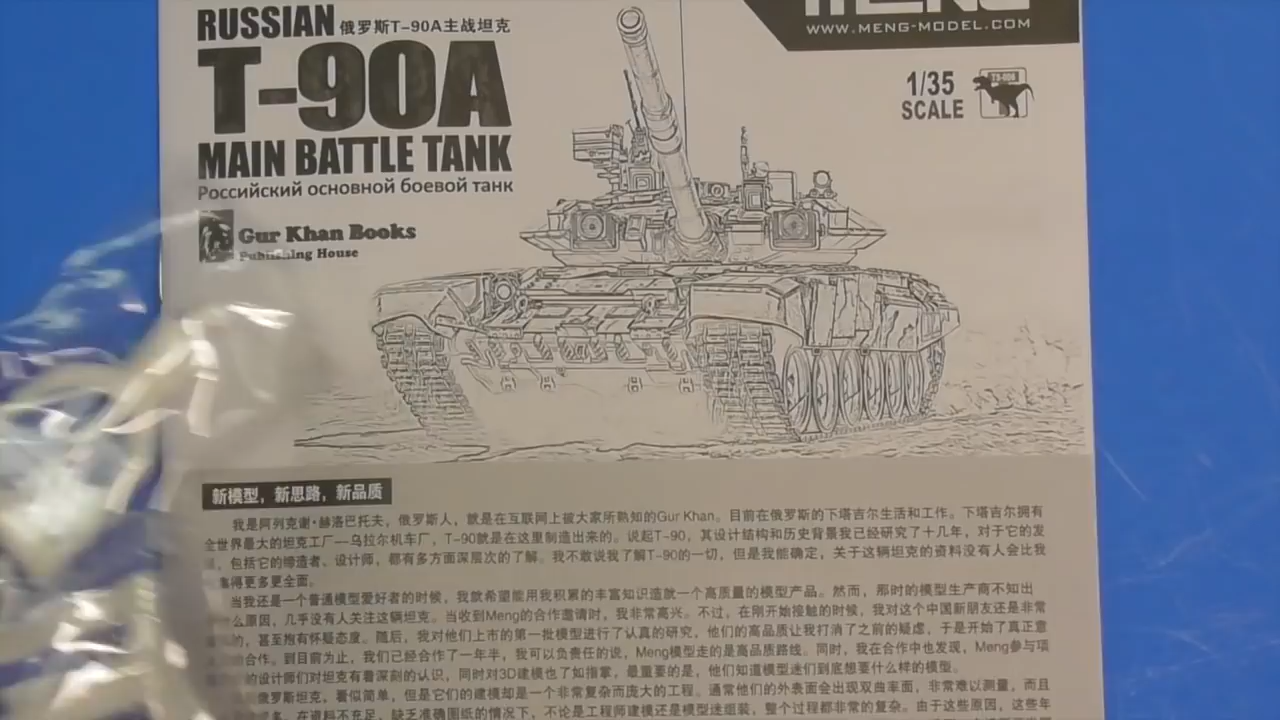 MENG
WWW.MENG-MODEL.COM
RUSSIAN 俄罗斯T-90A主战坦克
T-90A
MAIN BATTLE TANK
Российский основной боевой танк
Gur Khan Books
Publishing House
1/35
SCALE
TS-006
新模型，新思路，新品质
我是阿列克谢·赫洛巴托夫，俄罗斯人，就是在互联网上被大家所熟知的Gur Khan。目前在俄罗斯的下塔吉尔生活和工作。下塔吉尔拥有
全世界最大的坦克工厂—乌拉尔机车厂，T-90就是在这里制造出来的。说起T-90，其设计结构和历史背景我已经研究了十几年，对于它的发
，包括它的缔造者、设计师，都有多方面深层次的了解。我不敢说我了解T-90的一切，但是我能确定，关于这辆坦克的资料没有人会比我
得更多更全面。
当我还是一个普通模型爱好者的时候，我就希望能用我积累的丰富知识造就一个高质量的模型产品。然而，那时的模型生产商不知出
么原因，几乎没有人关注这辆坦克。当收到Meng的合作邀请时，我非常高兴。不过，在刚开始接触的时候，我对这个中国新朋友还是非常
的，甚至抱有怀疑态度。随后，我对他们上市的第一批模型进行了认真的研究，他们的高品质让我打消了之前的疑虑，于是开始了真正意
合作。到目前为止，我们已经合作了一年半，我可以负责任的说，Meng模型走的是高品质路线。同时，我在合作中也发现，Meng参与项
的设计师们对坦克有着深刻的认识，同时对3D建模也了如指掌，最重要的是，他们知道模型迷们到底想要什么样的模型。
俄罗斯坦克，看似简单，但是它们的建模却是一个非常复杂而庞大的工程。通常他们的外表面会出现双曲率面，非常难以测量，而且
多。在资料不充足，缺乏准确图纸的情况下，不论是工程师建模还是模型迷组装，整个过程都非常的复杂。由于这些原因，这些年